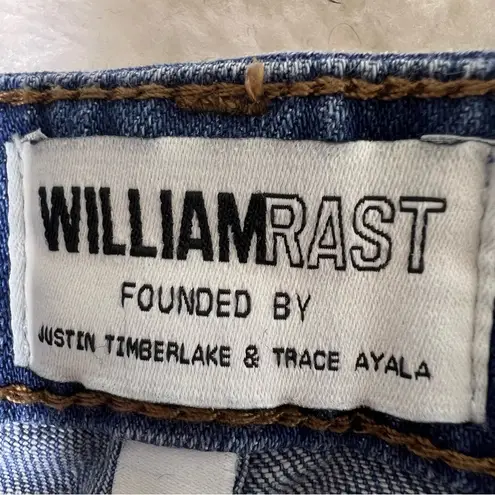 WILLIAMRAST
FOUNDED BY
JUSTIN TIMBERLAKE & TRACE AYALA